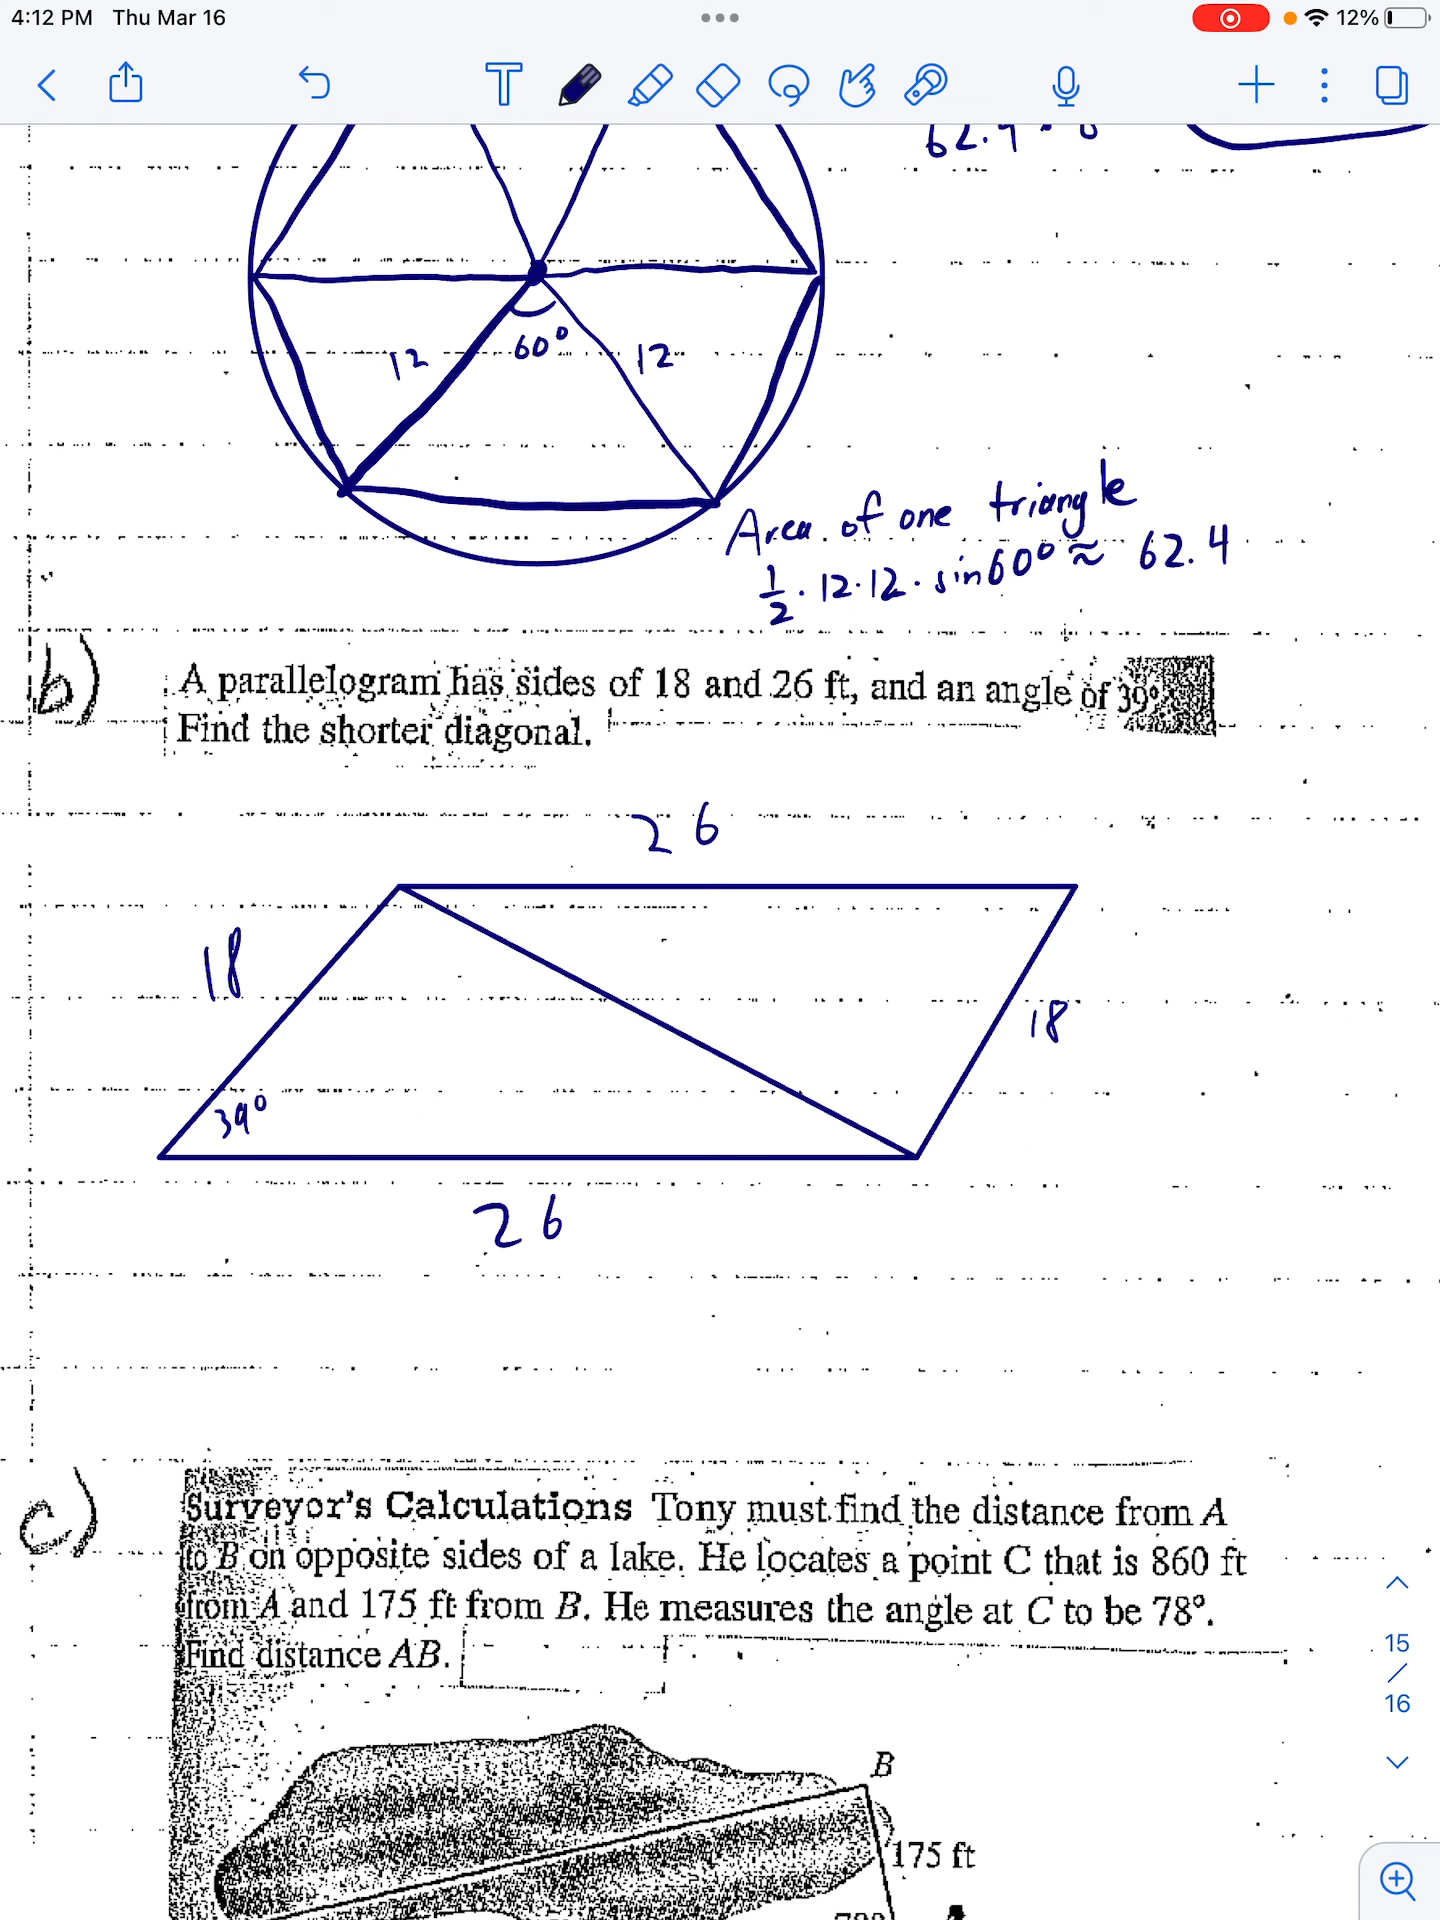 4:12 PM Thu Mar 16
12%
T
12
60°
12
Area of one triangle
1/2 · 12·12 · sin60° ≈ 62.4
b)
A parallelogram has sides of 18 and 26 ft, and an angle of 39°.
Find the shorter diagonal.
26
18
18
39°
26
c)
Surveyor's Calculations Tony must find the distance from A
to B on opposite sides of a lake. He locates a point C that is 860 ft
from A and 175 ft from B. He measures the angle at C to be 78°.
Find distance AB.
15
/
16
B
175 ft